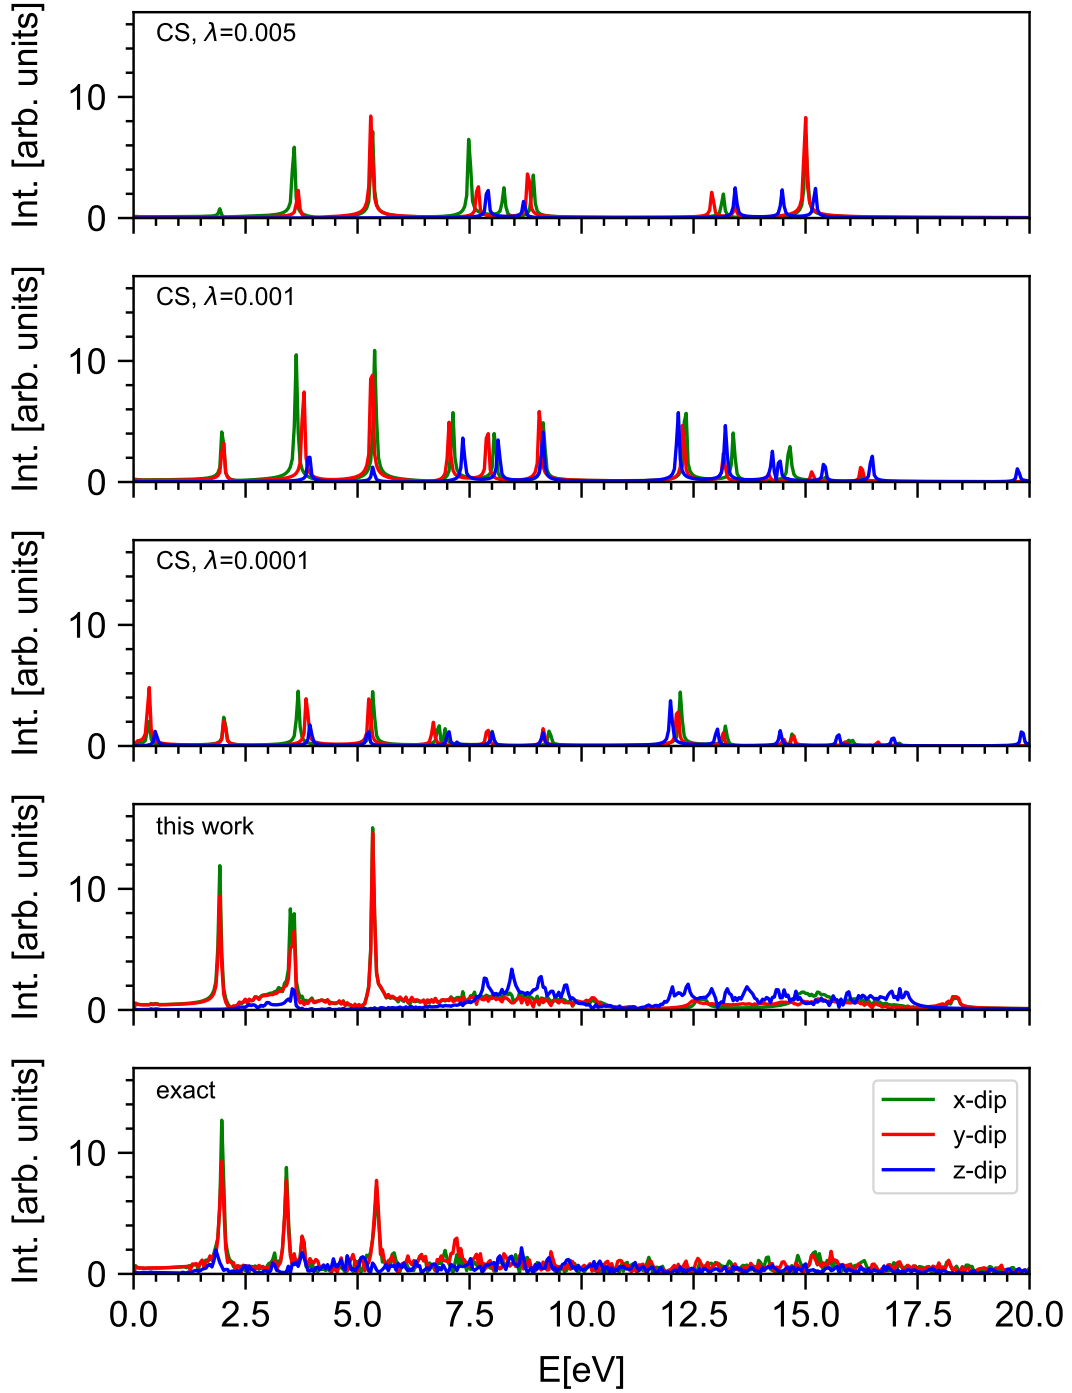 CS, λ=0.005
Int. [arb. units]
10
0
CS, λ=0.001
Int. [arb. units]
10
0
CS, λ=0.0001
Int. [arb. units]
10
0
this work
Int. [arb. units]
10
0
exact
Int. [arb. units]
10
0
x-dip
y-dip
z-dip
0.0 2.5 5.0 7.5 10.0 12.5 15.0 17.5 20.0
E[eV]